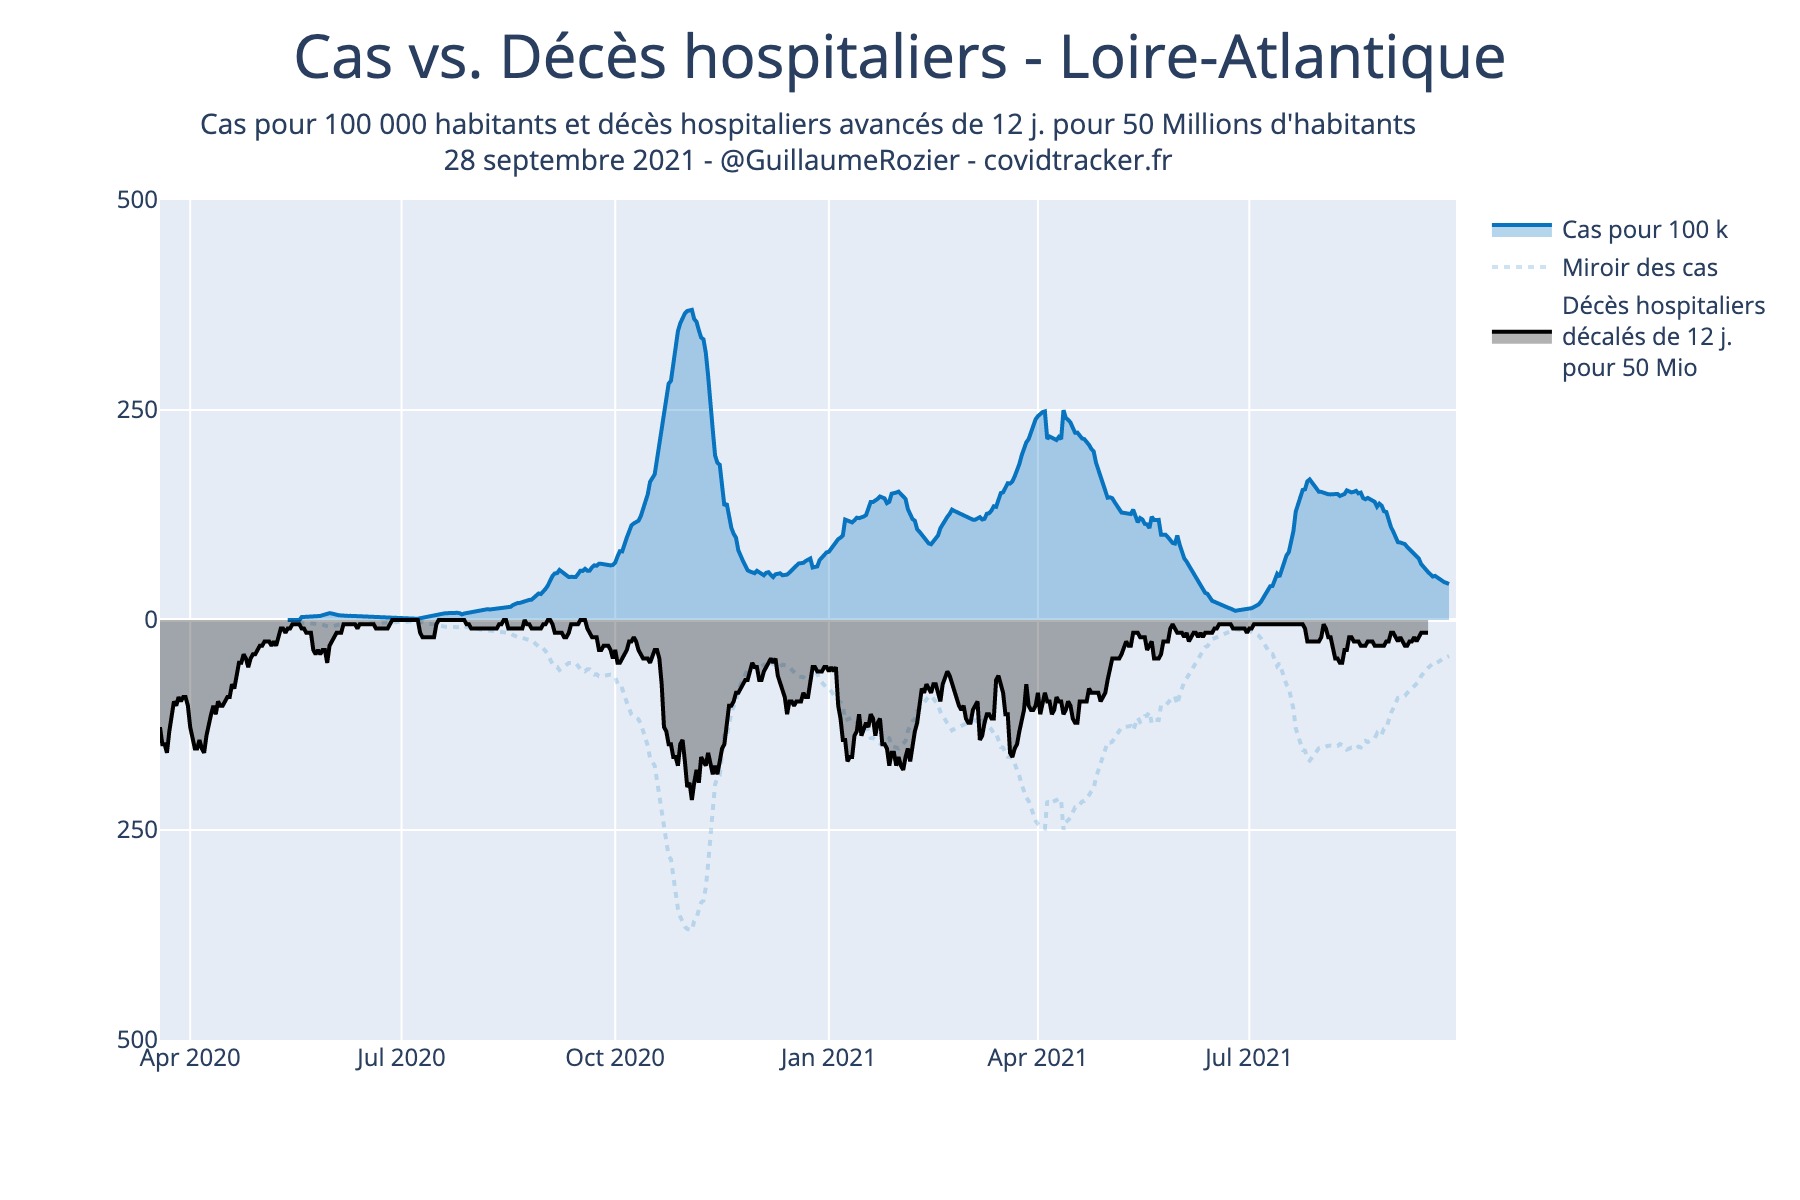 Cas vs. Décès hospitaliers - Loire-Atlantique
Cas pour 100 000 habitants et décès hospitaliers avancés de 12 j. pour 50 Millions d'habitants
28 septembre 2021 - @GuillaumeRozier - covidtracker.fr
500
250
0
250
500
Apr 2020
Jul 2020
Oct 2020
Jan 2021
Apr 2021
Jul 2021
Cas pour 100 k
Miroir des cas
Décès hospitaliers
décalés de 12 j.
pour 50 Mio